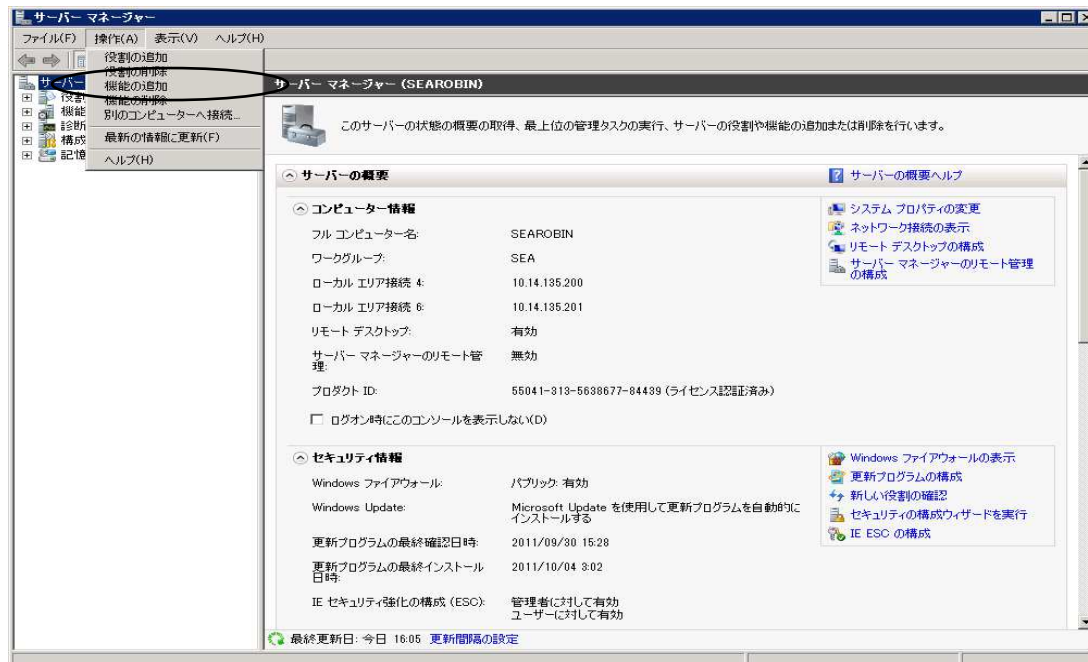 サーバー マネージャー
ファイル(F) 操作(A) 表示(V) ヘルプ(H)
役割の追加
役割の削除
機能の追加
機能の削除
別のコンピューターへ接続...
最新の情報に更新(F)
ヘルプ(H)
サーバー
役割
機能
診断
構成
記憶
サーバー マネージャー (SEAROBIN)
このサーバーの状態の概要の取得、最上位の管理タスクの実行、サーバーの役割や機能の追加または削除を行います。
サーバーの概要
サーバーの概要ヘルプ
コンピューター情報
フル コンピューター名: SEAROBIN
ワークグループ: SEA
ローカル エリア接続 4: 10.14.135.200
ローカル エリア接続 6: 10.14.135.201
リモート デスクトップ: 有効
サーバー マネージャーのリモート管
理: 無効
プロダクト ID: 55041-313-5638677-84439 (ライセンス認証済み)
ログオン時にこのコンソールを表示しない(D)
システム プロパティの変更
ネットワーク接続の表示
リモート デスクトップの構成
サーバー マネージャーのリモート管理
の構成
セキュリティ情報
Windows ファイアウォール: パブリック: 有効
Windows Update: Microsoft Update を使用して更新プログラムを自動的に
インストールする
更新プログラムの最終確認日時: 2011/09/30 15:28
更新プログラムの最終インストール
日時: 2011/10/04 3:02
IE セキュリティ強化の構成 (ESC): 管理者に対して有効
ユーザーに対して有効
Windows ファイアウォールの表示
更新プログラムの構成
新しい役割の確認
セキュリティの構成ウィザードを実行
IE ESC の構成
最終更新日: 今日 16:05 更新間隔の設定